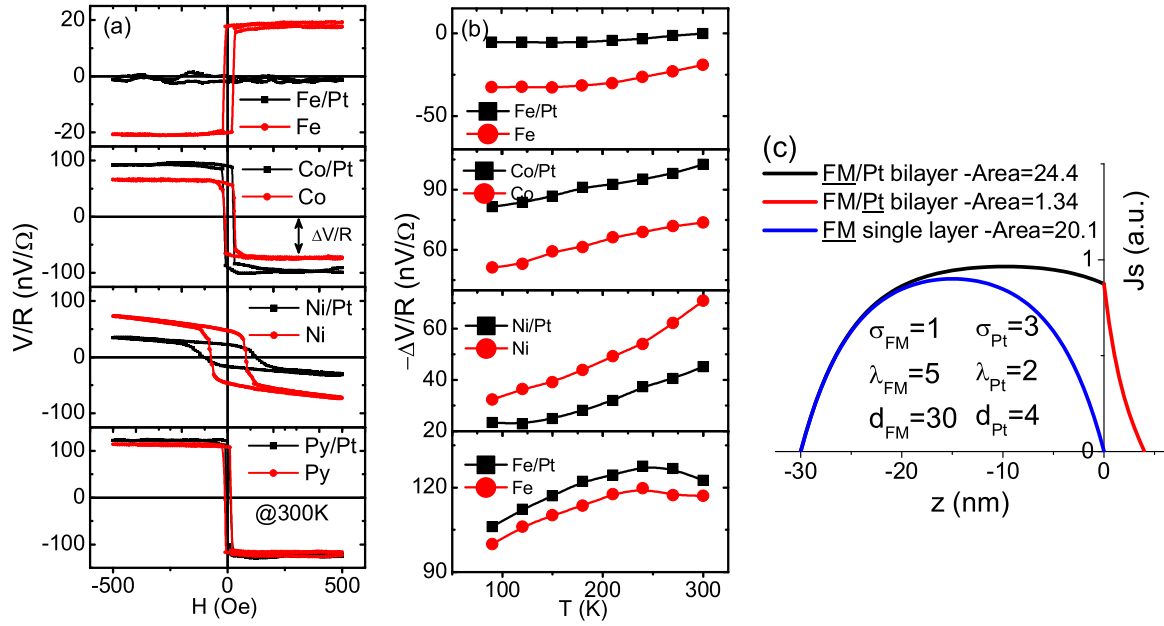 (a)
20
0
-20
Fe/Pt
Fe
100
0
-100
Co/Pt
Co
ΔV/R
100
0
-100
Ni/Pt
Ni
100
0
-100
Py/Pt
Py
@300K
-500 0 500
H (Oe)
V/R (nV/Ω)
(b)
0
-50
Fe/Pt
Fe
90
60
Co/Pt
Co
60
40
20
Ni/Pt
Ni
120
90
Fe/Pt
Fe
100 150 200 250 300
T (K)
−ΔV/R (nV/Ω)
(c)
FM/Pt bilayer -Area=24.4
FM/Pt bilayer -Area=1.34
FM single layer -Area=20.1
Js (a.u.)
1
0
σFM=1 σPt=3
λFM=5 λPt=2
dFM=30 dPt=4
-30 -20 -10 0
z (nm)